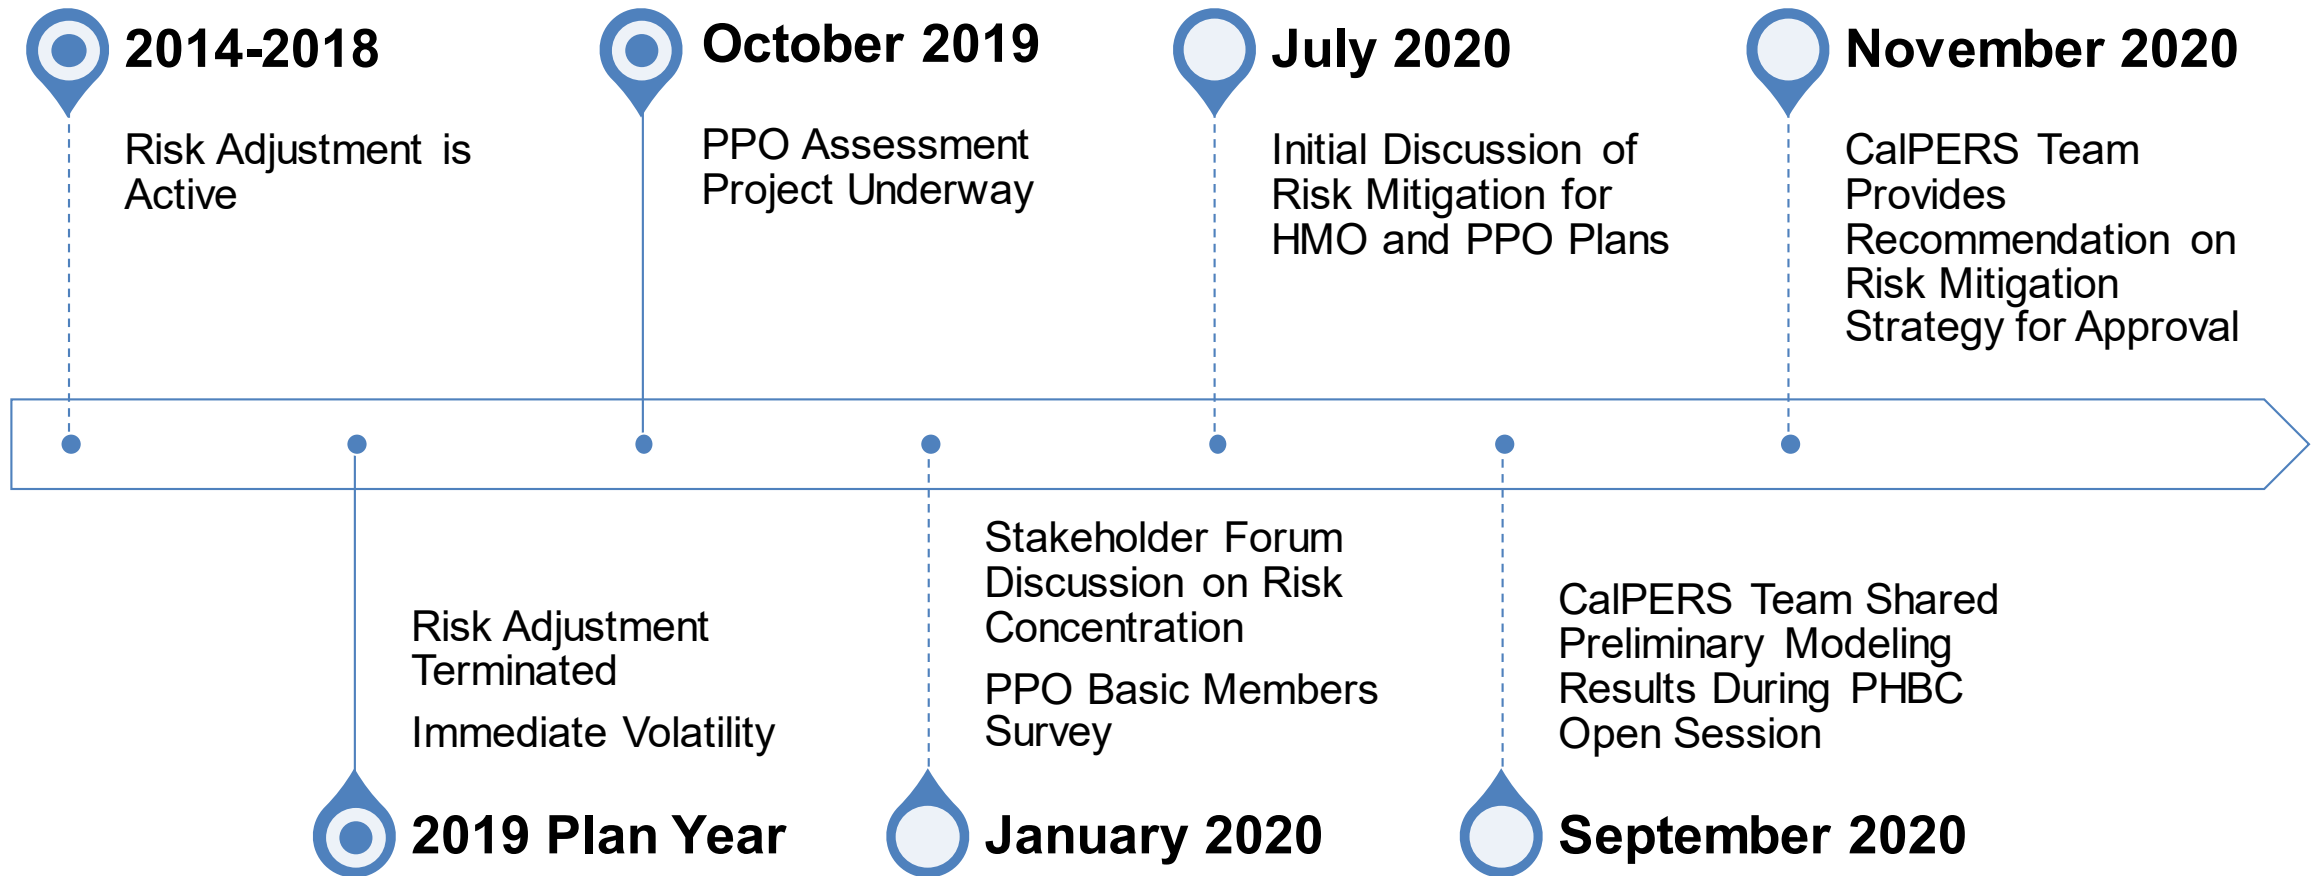 2014-2018
Risk Adjustment is
Active
October 2019
PPO Assessment
Project Underway
July 2020
Initial Discussion of
Risk Mitigation for
HMO and PPO Plans
November 2020
CalPERS Team
Provides
Recommendation on
Risk Mitigation
Strategy for Approval
Risk Adjustment
Terminated
Immediate Volatility
2019 Plan Year
Stakeholder Forum
Discussion on Risk
Concentration
PPO Basic Members
Survey
January 2020
CalPERS Team Shared
Preliminary Modeling
Results During PHBC
Open Session
September 2020